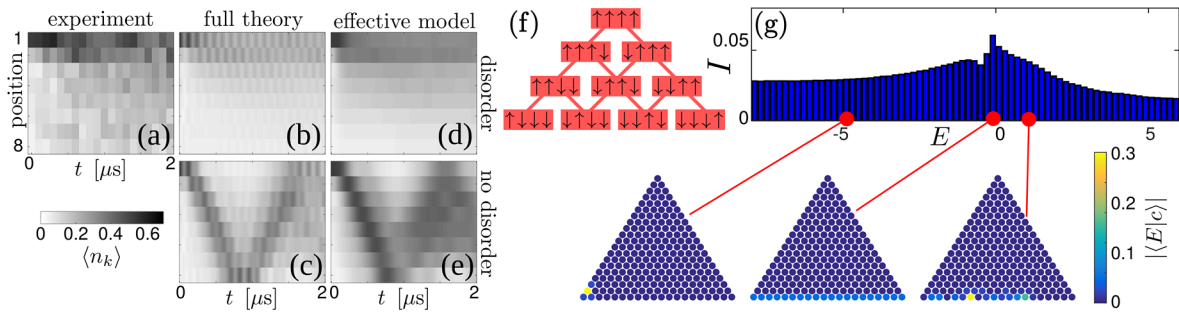 experiment full theory effective model
position
1
8
(a) (b) (d)
disorder
0 2
t [μs]
(c) (e)
no disorder
0 0.2 0.4 0.6
⟨n_k⟩
0 2 0 2
t [μs] t [μs]
(f)
↑↑↑↑
↑↑↑↓ ↓↑↑↑
↑↑↓↓ ↓↑↑↓ ↓↓↑↑
↑↓↓↓ ↓↑↓↓ ↓↓↑↓ ↓↓↓↑
(g)
I
0.05
0
-5 E 0 5
0.3
0.2
0.1
0
|⟨E|c⟩|